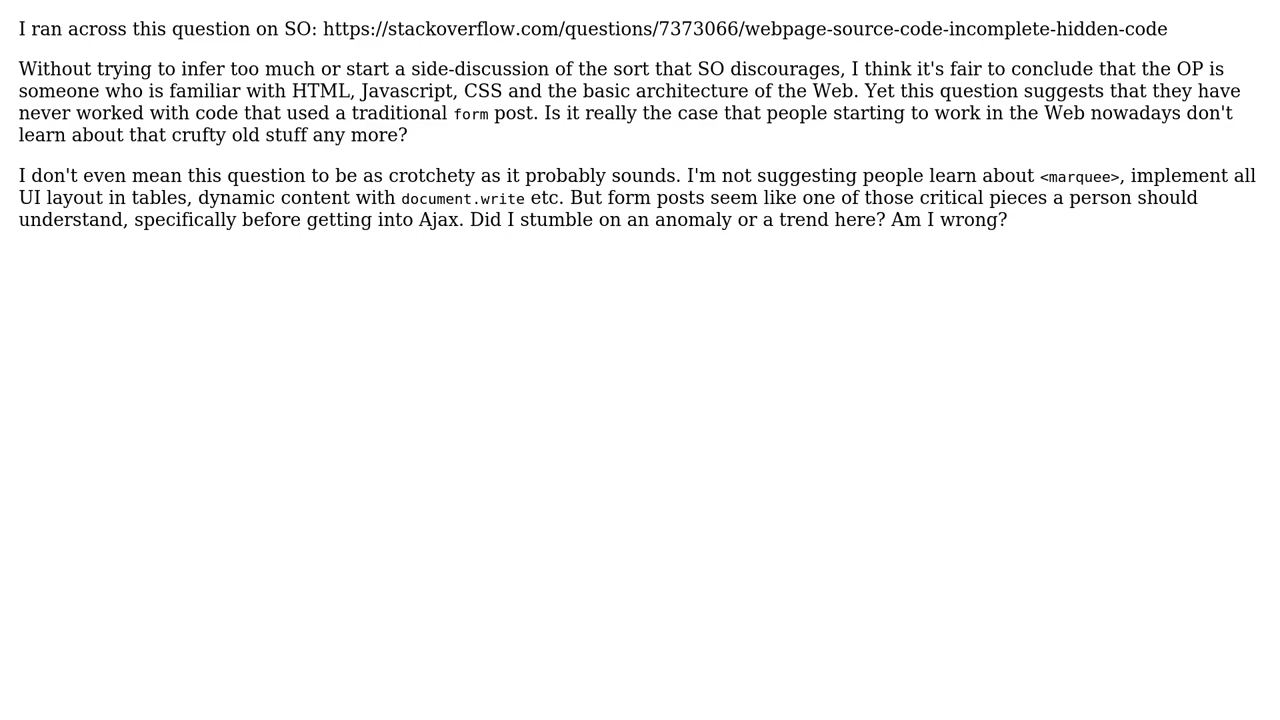 I ran across this question on SO: https://stackoverflow.com/questions/7373066/webpage-source-code-incomplete-hidden-code
Without trying to infer too much or start a side-discussion of the sort that SO discourages, I think it's fair to conclude that the OP is
someone who is familiar with HTML, Javascript, CSS and the basic architecture of the Web. Yet this question suggests that they have
never worked with code that used a traditional form post. Is it really the case that people starting to work in the Web nowadays don't
learn about that crufty old stuff any more?
I don't even mean this question to be as crotchety as it probably sounds. I'm not suggesting people learn about <marquee>, implement all
UI layout in tables, dynamic content with document.write etc. But form posts seem like one of those critical pieces a person should
understand, specifically before getting into Ajax. Did I stumble on an anomaly or a trend here? Am I wrong?